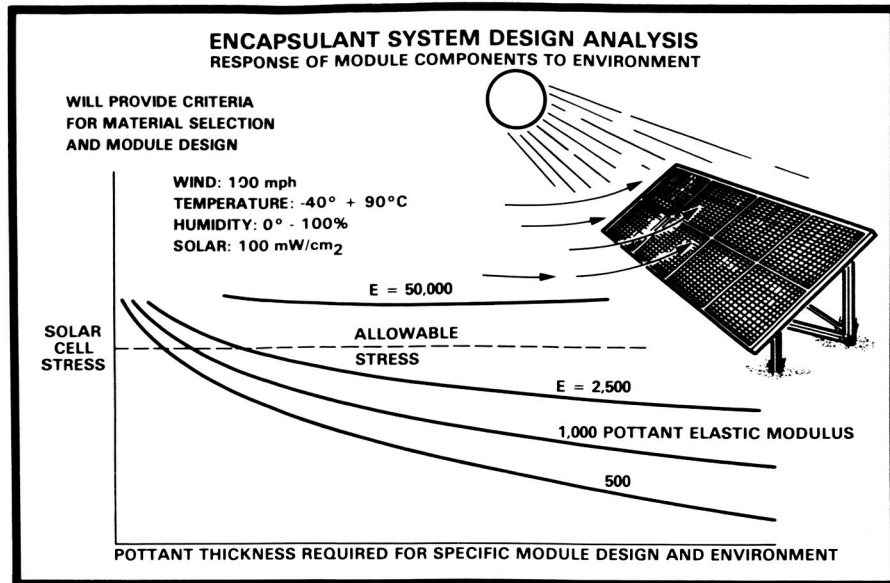 ENCAPSULANT SYSTEM DESIGN ANALYSIS
RESPONSE OF MODULE COMPONENTS TO ENVIRONMENT
WILL PROVIDE CRITERIA
FOR MATERIAL SELECTION
AND MODULE DESIGN
WIND: 100 mph
TEMPERATURE: -40° + 90°C
HUMIDITY: 0° - 100%
SOLAR: 100 mW/cm2
E = 50,000
SOLAR
CELL
STRESS
ALLOWABLE
STRESS
E = 2,500
1,000 POTTANT ELASTIC MODULUS
500
POTTANT THICKNESS REQUIRED FOR SPECIFIC MODULE DESIGN AND ENVIRONMENT